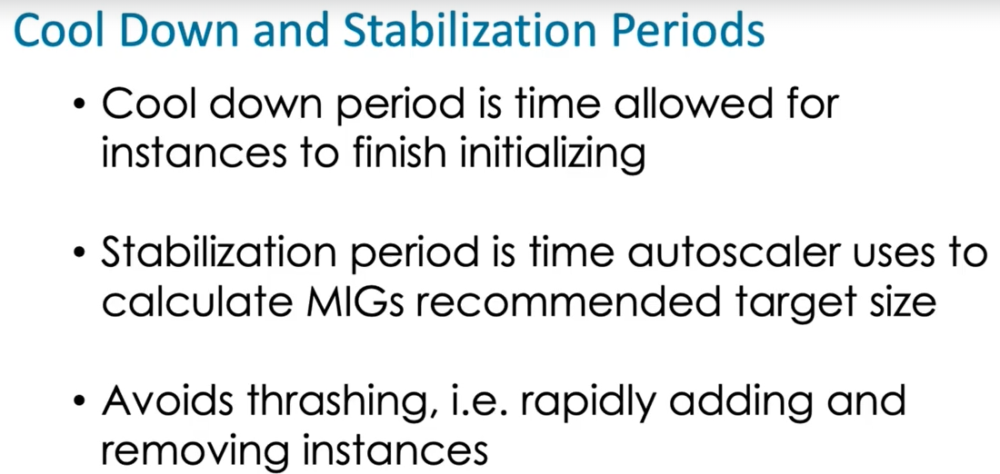 Cool Down and Stabilization Periods
• Cool down period is time allowed for
instances to finish initializing
• Stabilization period is time autoscaler uses to
calculate MIGs recommended target size
• Avoids thrashing, i.e. rapidly adding and
removing instances